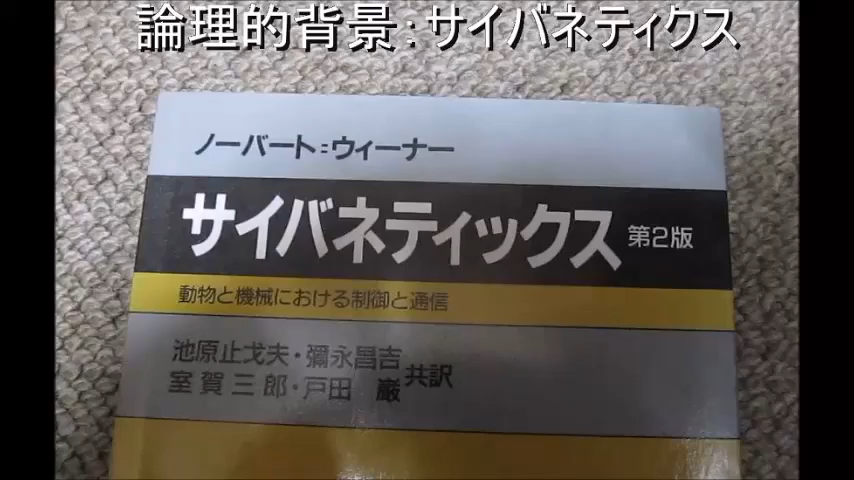 論理的背景：サイバネティクス
ノーバート=ウィーナー
サイバネティックス 第2版
動物と機械における制御と通信
池原止戈夫・彌永昌吉
室賀三郎・戸田 巌 共訳